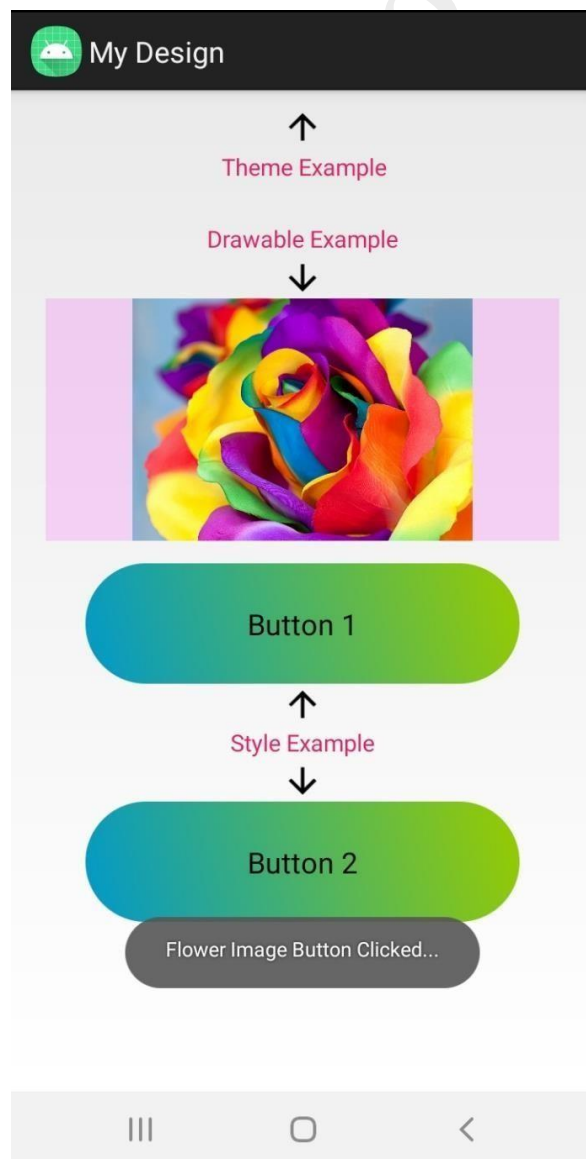 My Design
Theme Example
Drawable Example
Button 1
Style Example
Button 2
Flower Image Button Clicked...